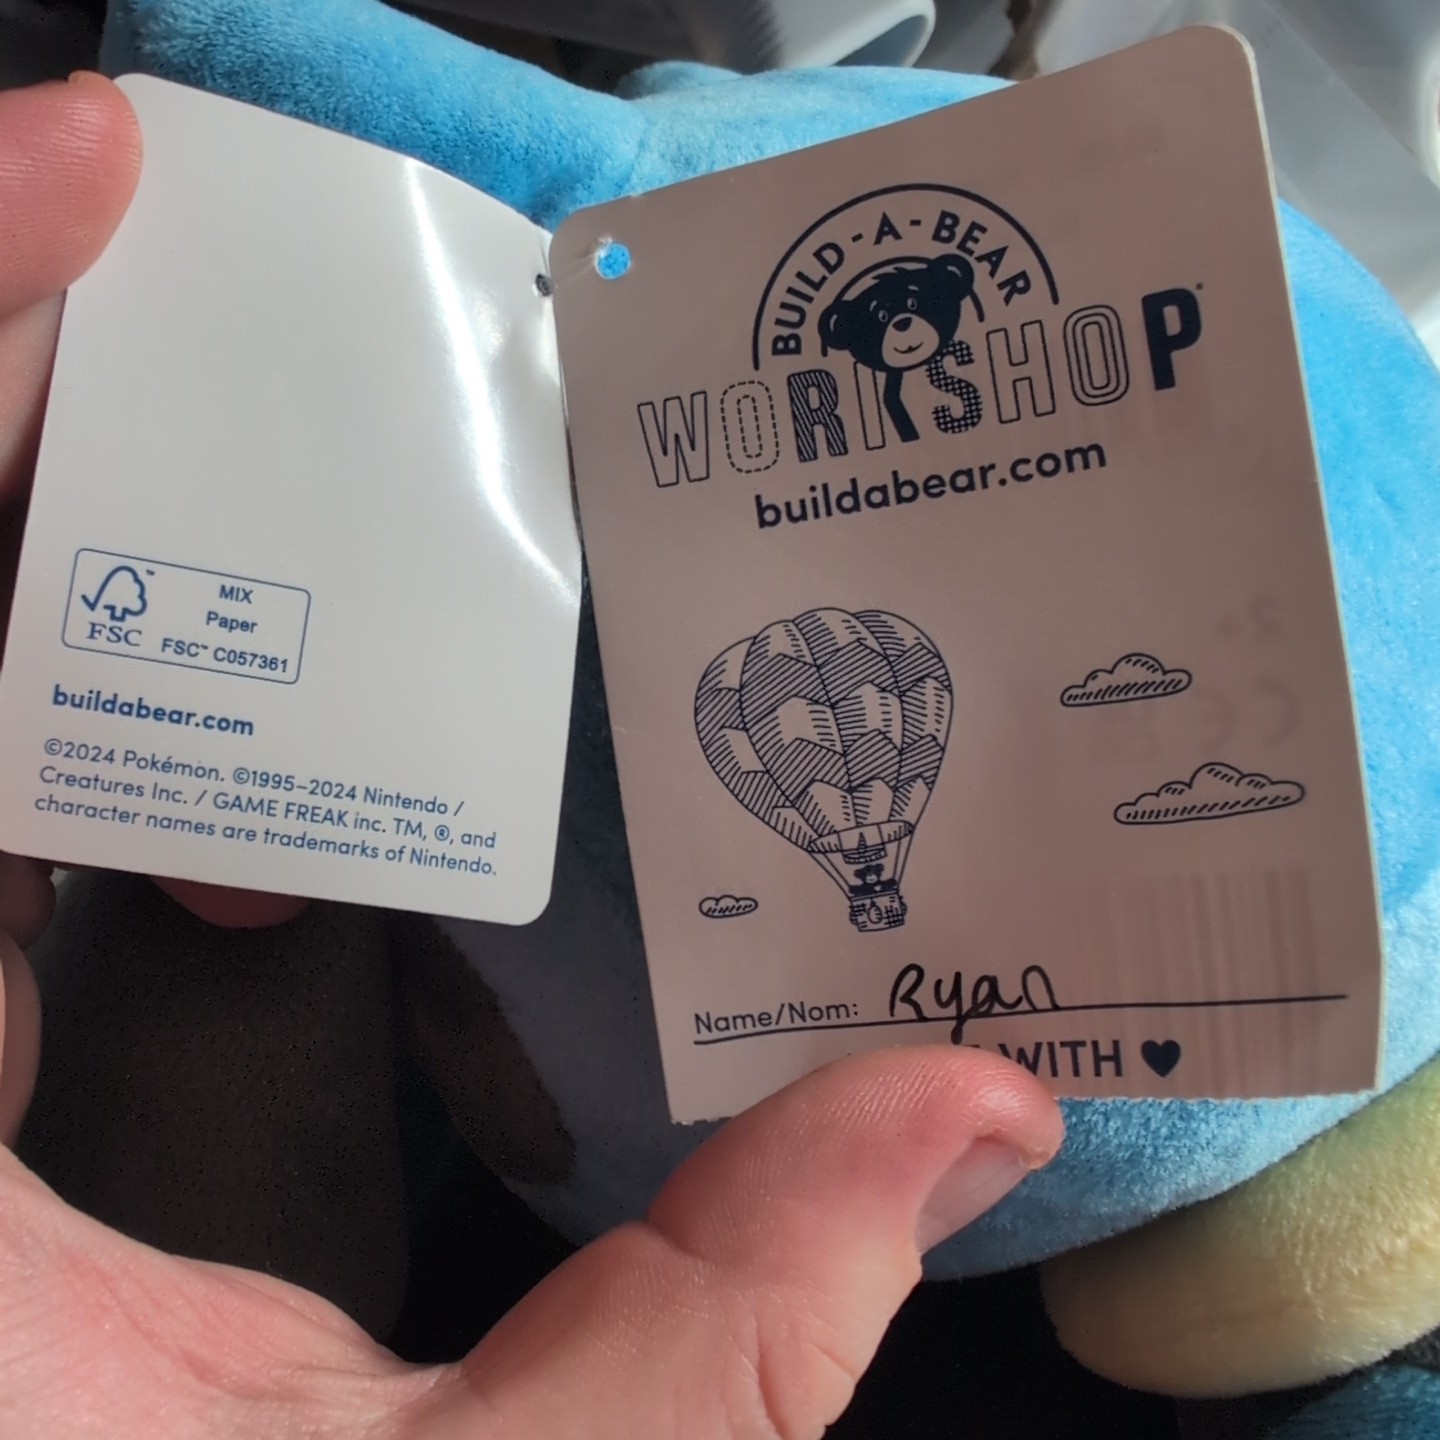 MIX
Paper
FSC
FSC™ C057361
buildabear.com
©2024 Pokémon. ©1995–2024 Nintendo /
Creatures Inc. / GAME FREAK inc. TM, ®, and
character names are trademarks of Nintendo.
BUILD-A-BEAR
WORKSHOP
buildabear.com
Name/Nom: Ryan
WITH ♥